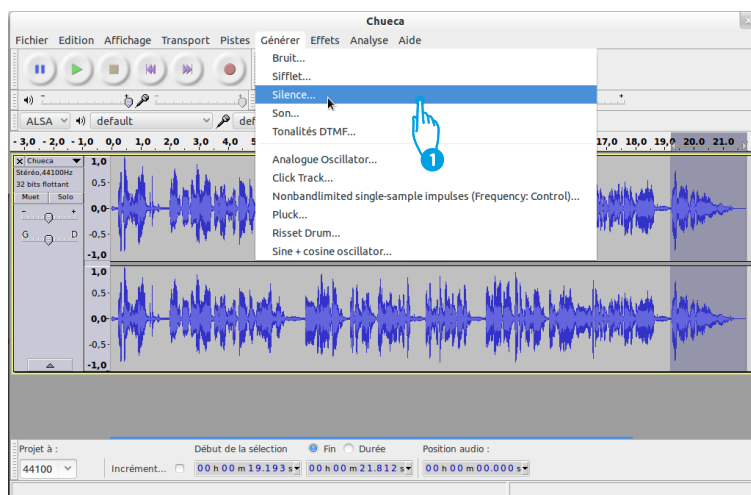 Chueca
Fichier Edition Affichage Transport Pistes Générer Effets Analyse Aide
Bruit...
Sifflet...
Silence...
Son...
Tonalités DTMF...
Analogue Oscillator...
Click Track...
Nonbandlimited single-sample impulses (Frequency: Control)...
Pluck...
Risset Drum...
Sine + cosine oscillator...
1
ALSA default def
- 3,0 - 2,0 - 1,0 0,0 1,0 2,0 3,0 4,0 5 17,0 18,0 19,0 20.0 21.0
X Chueca
Stéréo,44100Hz
32 bits flottant
Muet Solo
- +
G D
1,0
0,5-
0,0-
-0,5-
-1,0
1,0
0,5-
0,0-
-0,5-
-1,0
Projet à : Début de la sélection Fin Durée Position audio :
44100 Incrément... 00 h 00 m 19.193 s 00 h 00 m 21.812 s 00 h 00 m 00.000 s